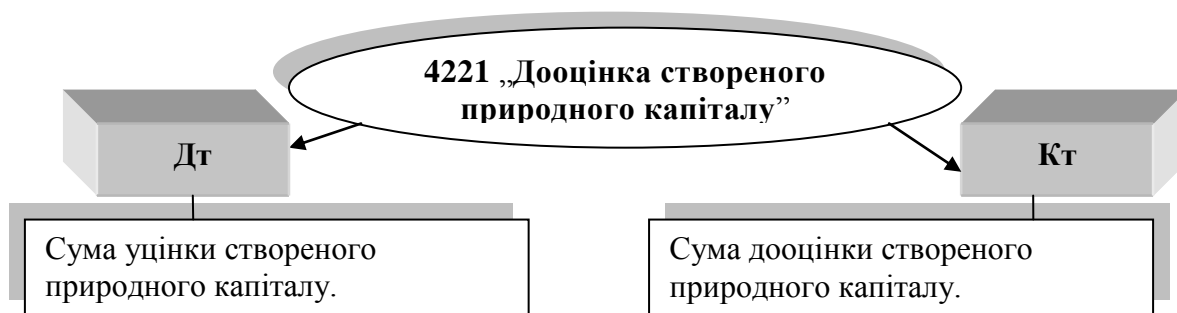 4221 „Дооцінка створеного
природного капіталу”
Дт
Кт
Сума уцінки створеного
природного капіталу.
Сума дооцінки створеного
природного капіталу.